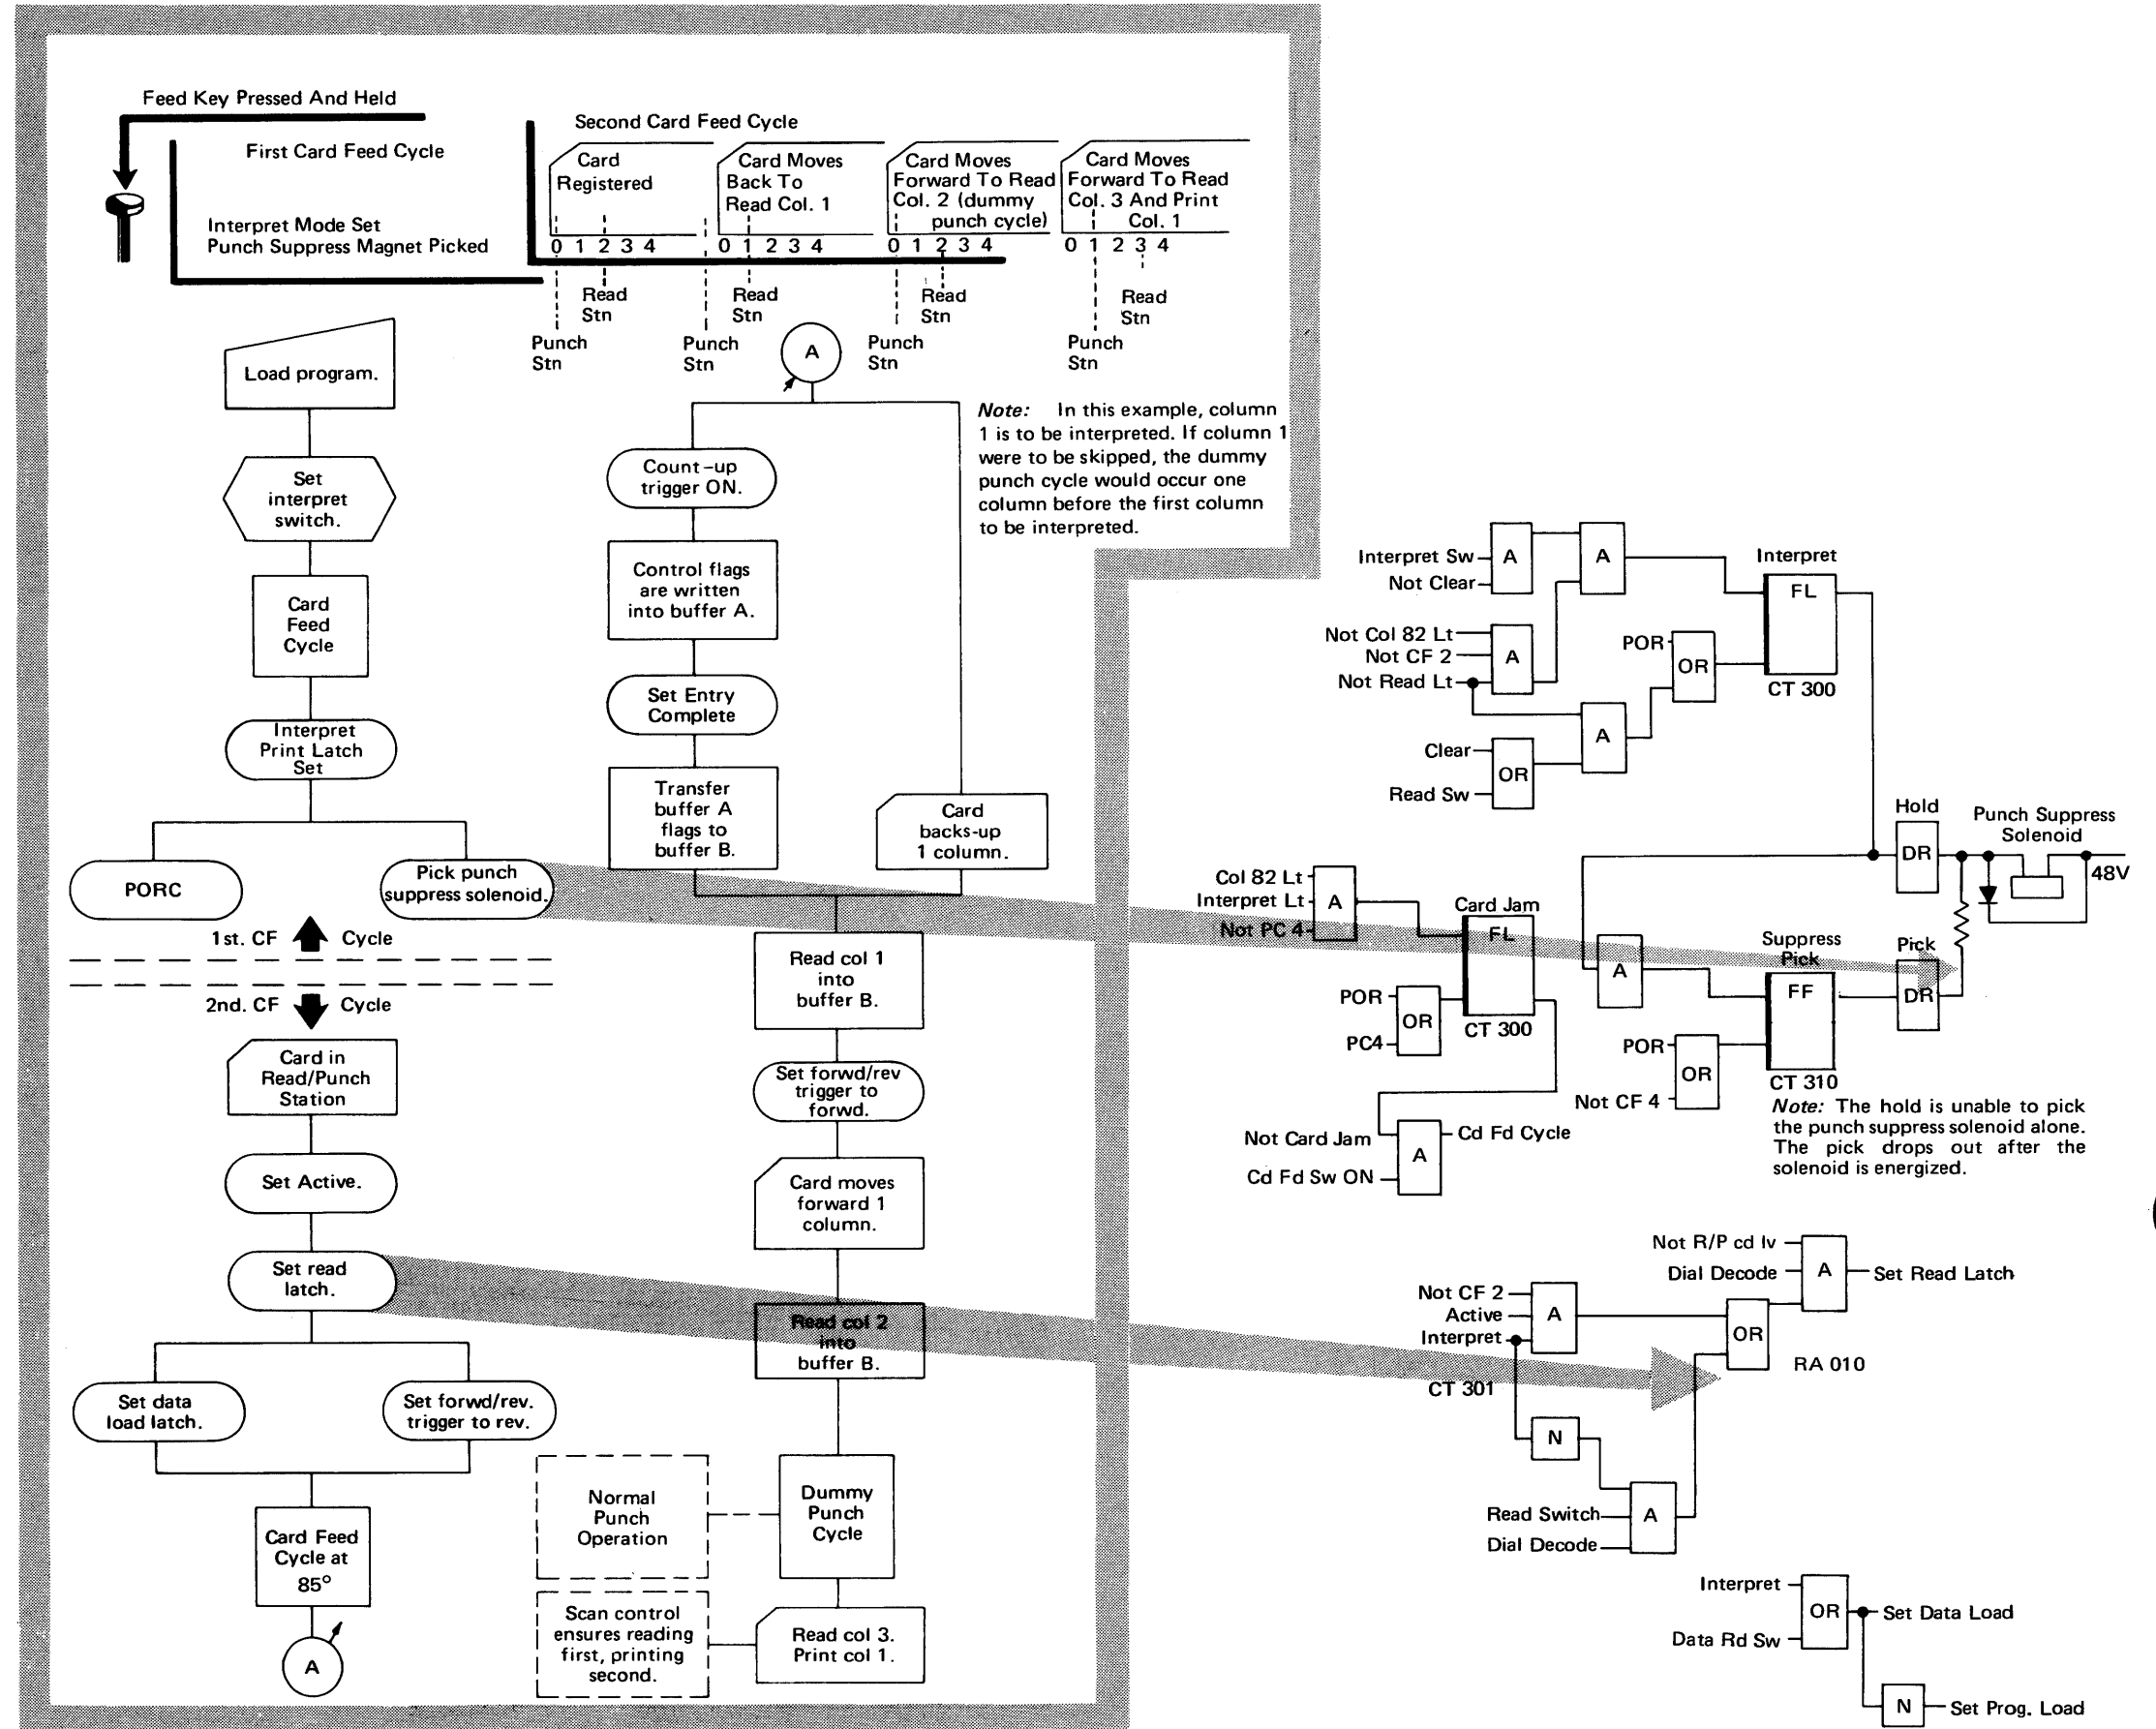 Feed Key Pressed And Held
First Card Feed Cycle
Interpret Mode Set
Punch Suppress Magnet Picked
Second Card Feed Cycle
Card
Registered
0 1 2 3 4
Card Moves
Back To
Read Col. 1
0 1 2 3 4
Card Moves
Forward To Read
Col. 2 (dummy
punch cycle)
0 1 2 3 4
Card Moves
Forward To Read
Col. 3 And Print
Col. 1
0 1 2 3 4
Read
Stn
Punch
Stn
Read
Stn
Punch
Stn
Read
Stn
Punch
Stn
Read
Stn
Punch
Stn
Load program.
Set
interpret
switch.
Card
Feed
Cycle
Interpret
Print Latch
Set
PORC
Pick punch
suppress solenoid.
1st. CF Cycle
2nd. CF Cycle
Card in
Read/Punch
Station
Set Active.
Set read
latch.
Set data
load latch.
Set forwd/rev.
trigger to rev.
Card Feed
Cycle at
85°
A
A
Count-up
trigger ON.
Control flags
are written
into buffer A.
Set Entry
Complete
Transfer
buffer A
flags to
buffer B.
Card
backs-up
1 column.
Read col 1
into
buffer B.
Set forwd/rev
trigger to
forwd.
Card moves
forward 1
column.
Read col 2
into
buffer B.
Normal
Punch
Operation
Dummy
Punch
Cycle
Scan control
ensures reading
first, printing
second.
Read col 3.
Print col 1.
Note: In this example, column
1 is to be interpreted. If column 1
were to be skipped, the dummy
punch cycle would occur one
column before the first column
to be interpreted.
Interpret Sw
Not Clear
A
A
Not Col 82 Lt
Not CF 2
Not Read Lt
A
Clear
Read Sw
OR
A
POR
OR
Interpret
FL
CT 300
Hold
DR
Punch Suppress
Solenoid
48V
Col 82 Lt
Interpret Lt
Not PC 4
A
Card Jam
FL
CT 300
POR
PC4
OR
A
Suppress
Pick
FF
CT 310
POR
Not CF 4
OR
Pick
DR
Note: The hold is unable to pick
the punch suppress solenoid alone.
The pick drops out after the
solenoid is energized.
Not Card Jam
Cd Fd Sw ON
A
Cd Fd Cycle
Not R/P cd lv
Dial Decode
A
Set Read Latch
Not CF 2
Active
Interpret
A
OR
RA 010
CT 301
N
Read Switch
Dial Decode
A
Interpret
Data Rd Sw
OR
Set Data Load
N
Set Prog. Load